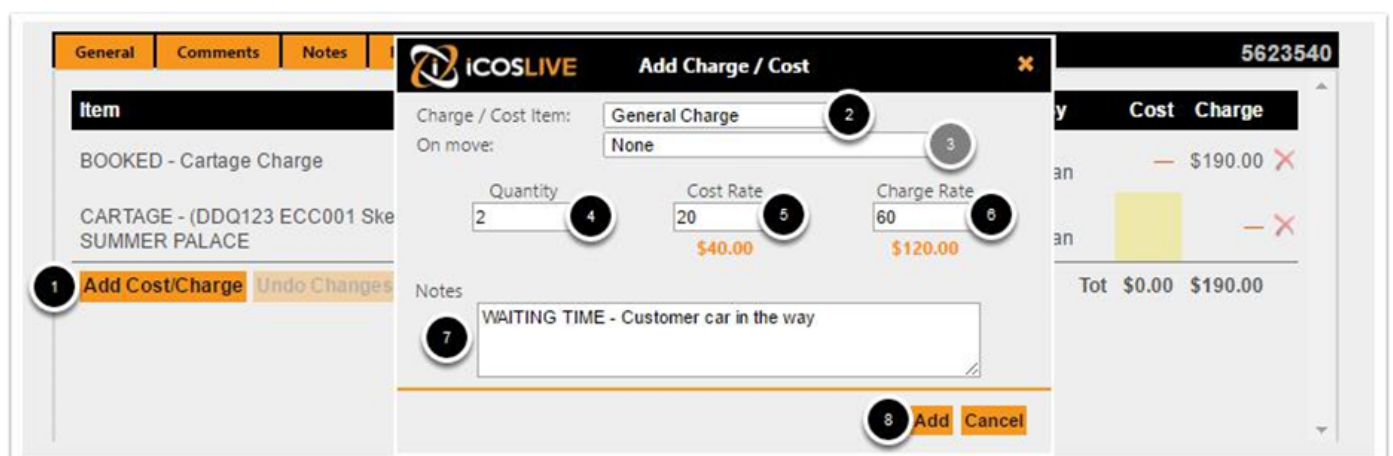 General Comments Notes 5623540
iCOSLIVE Add Charge / Cost
Item Cost Charge
Charge / Cost Item: General Charge 2
On move: None 3
BOOKED - Cartage Charge — $190.00
Quantity Cost Rate Charge Rate
2 4 20 5 60 6
CARTAGE - (DDQ123 ECC001 Ske
SUMMER PALACE —
$40.00 $120.00
1 Add Cost/Charge Undo Changes Tot $0.00 $190.00
Notes
7 WAITING TIME - Customer car in the way
8 Add Cancel